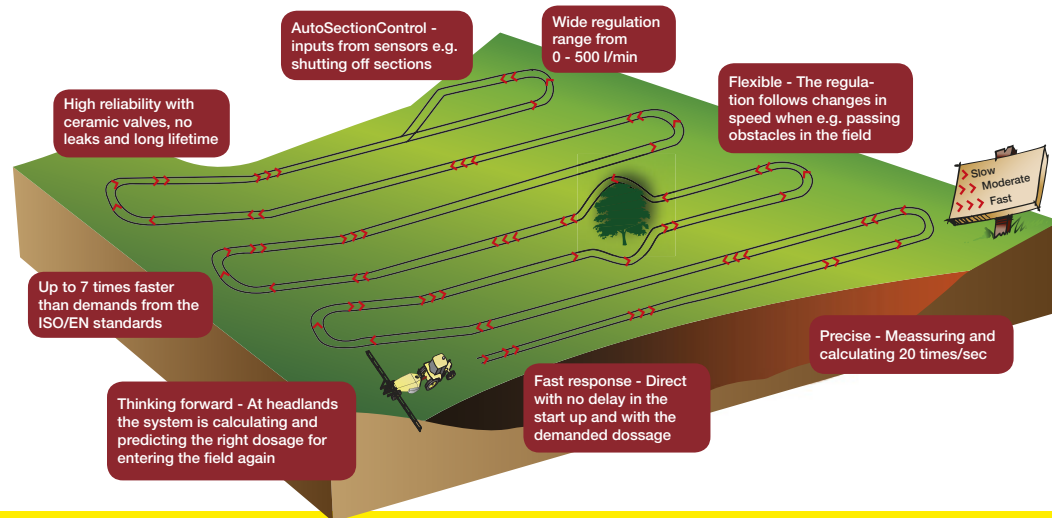 AutoSectionControl -
inputs from sensors e.g.
shutting off sections
Wide regulation
range from
0 - 500 l/min
High reliability with
ceramic valves, no
leaks and long lifetime
Flexible - The regula-
tion follows changes in
speed when e.g. passing
obstacles in the field
Slow
Moderate
Fast
Up to 7 times faster
than demands from the
ISO/EN standards
Precise - Meassuring and
calculating 20 times/sec
Thinking forward - At headlands
the system is calculating and
predicting the right dosage for
entering the field again
Fast response - Direct
with no delay in the
start up and with the
demanded dossage